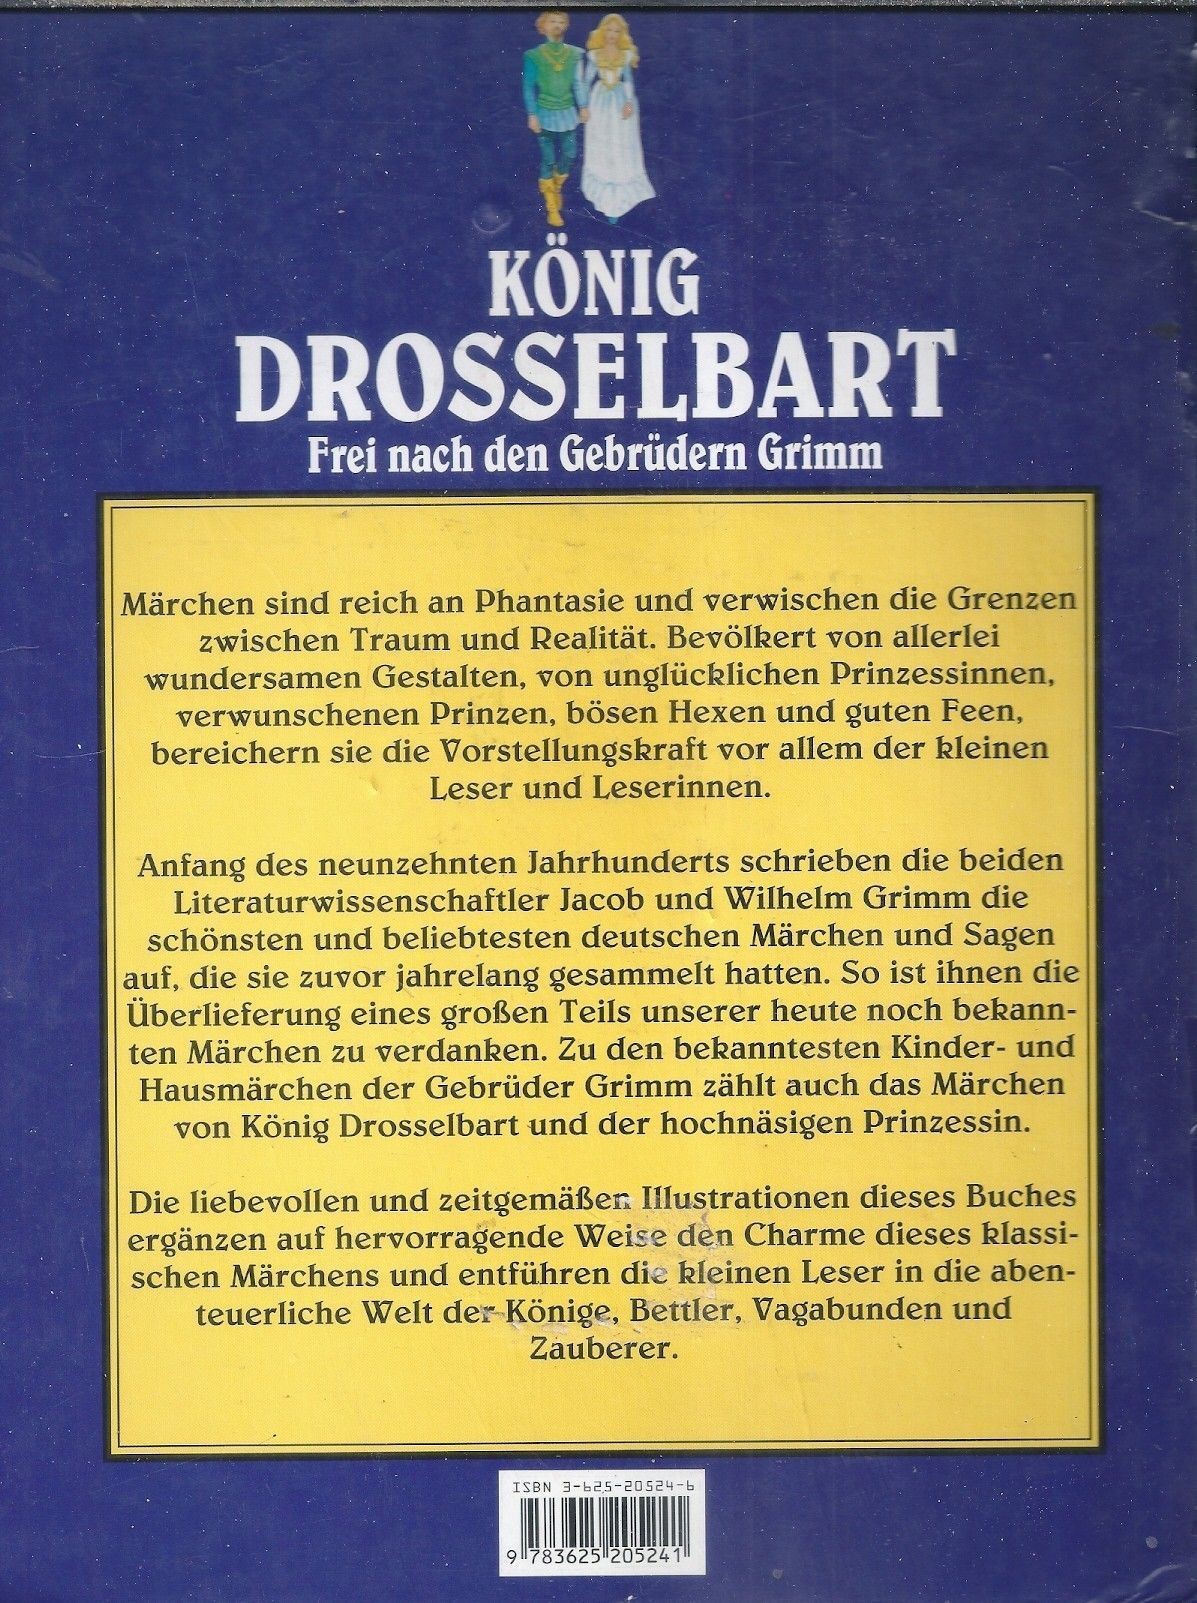 KÖNIG
DROSSELBART
Frei nach den Gebrüdern Grimm
Märchen sind reich an Phantasie und verwischen die Grenzen
zwischen Traum und Realität. Bevölkert von allerlei
wundersamen Gestalten, von unglücklichen Prinzessinnen,
verwunschenen Prinzen, bösen Hexen und guten Feen,
bereichern sie die Vorstellungskraft vor allem der kleinen
Leser und Leserinnen.
Anfang des neunzehnten Jahrhunderts schrieben die beiden
Literaturwissenschaftler Jacob und Wilhelm Grimm die
schönsten und beliebtesten deutschen Märchen und Sagen
auf, die sie zuvor jahrelang gesammelt hatten. So ist ihnen die
Überlieferung eines großen Teils unserer heute noch bekann-
ten Märchen zu verdanken. Zu den bekanntesten Kinder- und
Hausmärchen der Gebrüder Grimm zählt auch das Märchen
von König Drosselbart und der hochnäsigen Prinzessin.
Die liebevollen und zeitgemäßen Illustrationen dieses Buches
ergänzen auf hervorragende Weise den Charme dieses klassi-
schen Märchens und entführen die kleinen Leser in die aben-
teuerliche Welt der Könige, Bettler, Vagabunden und
Zauberer.
ISBN 3-625-20524-6
9 783625 205241